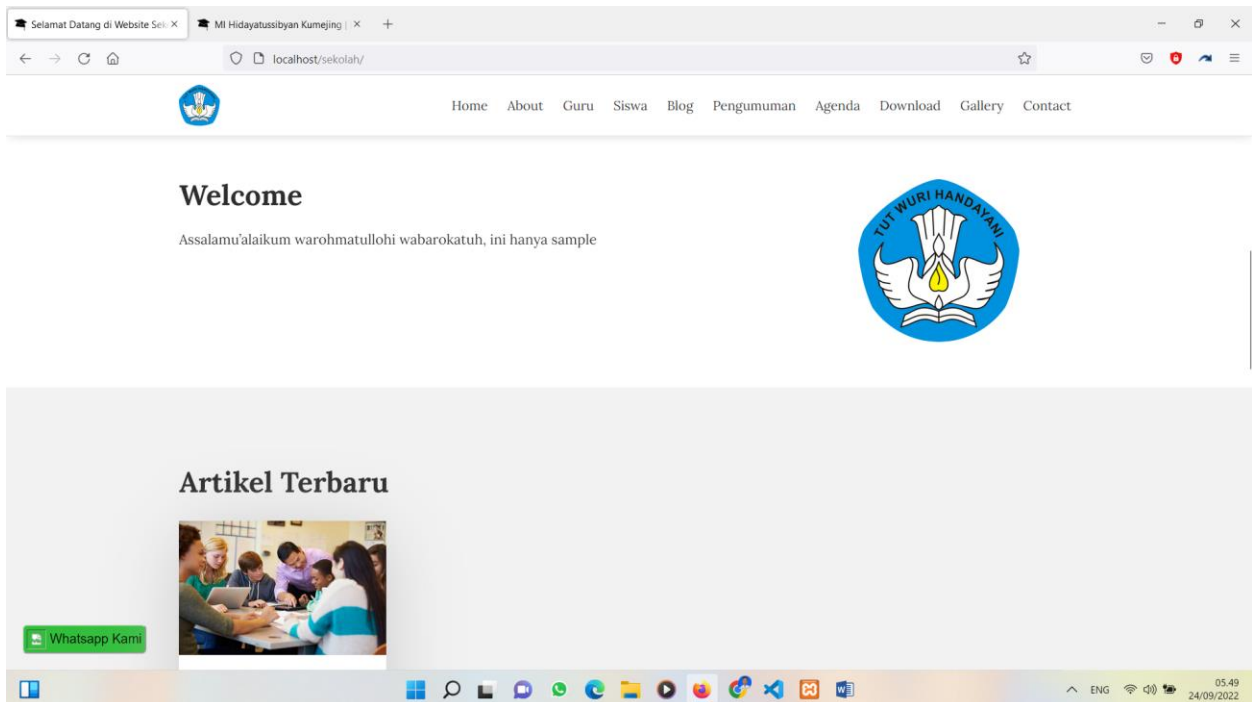 Selamat Datang di Website Sek
MI Hidayatussibyan Kumejing |
localhost/sekolah/
Home About Guru Siswa Blog Pengumuman Agenda Download Gallery Contact
Welcome
Assalamu'alaikum warohmatullohi wabarokatuh, ini hanya sample
TUT WURI HANDAYANI
Artikel Terbaru
Whatsapp Kami
ENG
05.49
24/09/2022